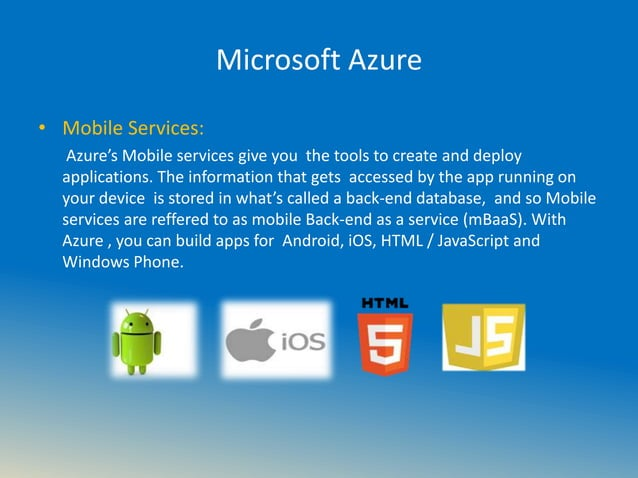 Microsoft Azure
• Mobile Services:
Azure’s Mobile services give you the tools to create and deploy
applications. The information that gets accessed by the app running on
your device is stored in what’s called a back-end database, and so Mobile
services are reffered to as mobile Back-end as a service (mBaaS). With
Azure , you can build apps for Android, iOS, HTML / JavaScript and
Windows Phone.
iOS
HTML
5
JS